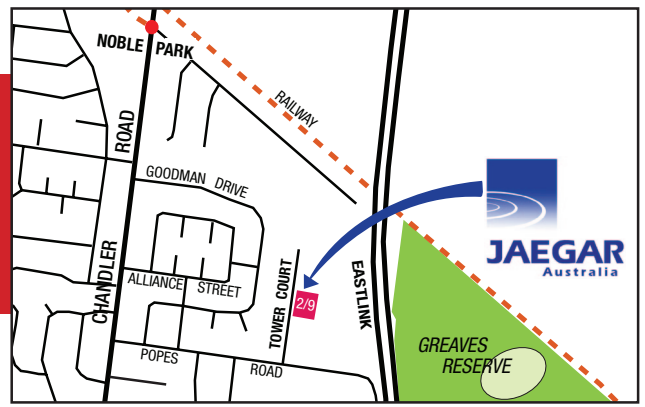 NOBLE PARK
RAILWAY
ROAD
GOODMAN DRIVE
JAEGAR
Australia
CHANDLER
ALLIANCE STREET
TOWER COURT
2/9
EASTLINK
POPES ROAD
GREAVES
RESERVE